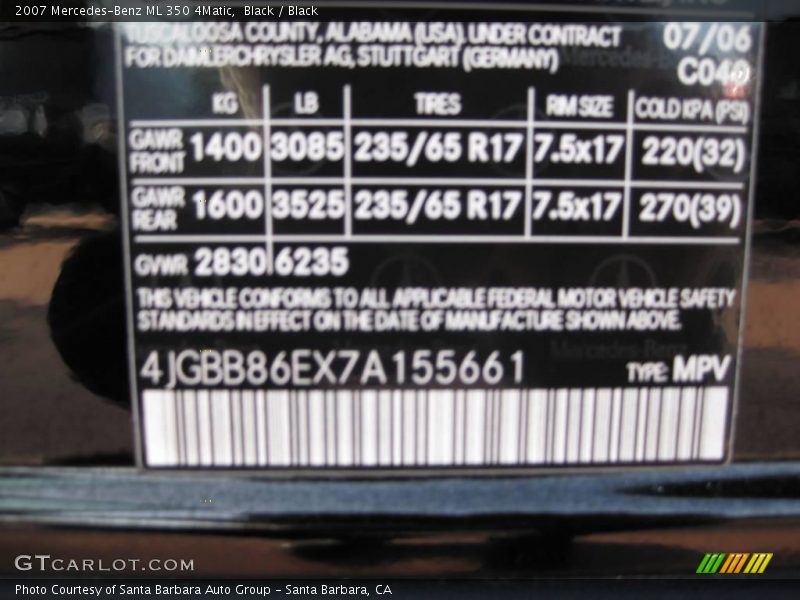 2007 Mercedes-Benz ML 350 4Matic,  Black / Black
TUSCALOOSA COUNTY, ALABAMA (USA) UNDER CONTRACT 07/06
FOR DAIMLERCHRYSLER AG, STUTTGART (GERMANY) C040
KG LB TIRES RIM SIZE COLD KPA (PSI)
GAWR FRONT 1400 3085 235/65 R17 7.5x17 220(32)
GAWR REAR 1600 3525 235/65 R17 7.5x17 270(39)
GVWR 2830 6235
THIS VEHICLE CONFORMS TO ALL APPLICABLE FEDERAL MOTOR VEHICLE SAFETY
STANDARDS IN EFFECT ON THE DATE OF MANUFACTURE SHOWN ABOVE.
4JGBB86EX7A155661 TYPE: MPV
GTCARLOT.COM
Photo Courtesy of Santa Barbara Auto Group - Santa Barbara, CA